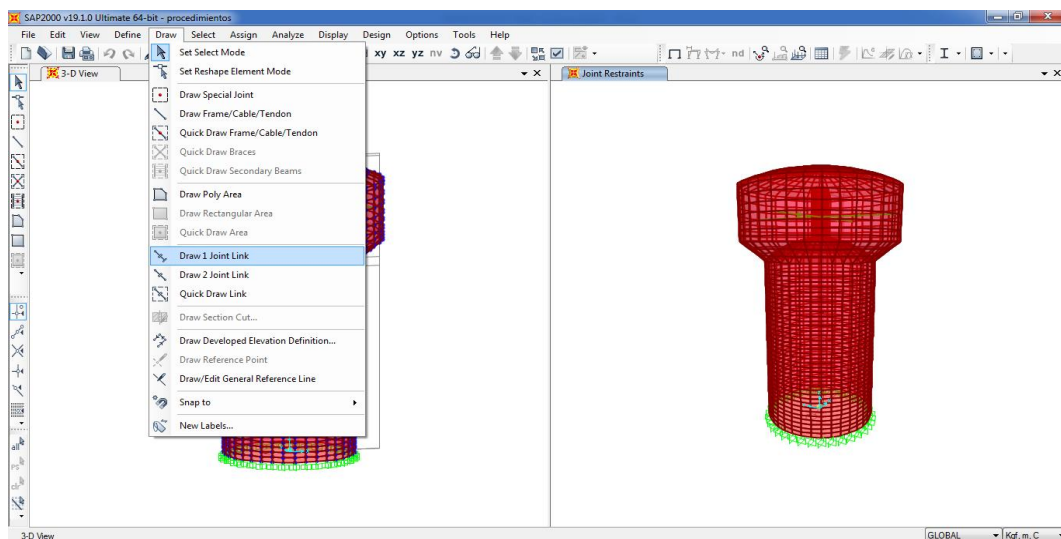 SAP2000 v19.1.0 Ultimate 64-bit - procedimientos
File Edit View Define Draw Select Assign Analyze Display Design Options Tools Help
xy xz yz nv nd
3-D View
Joint Restraints
Set Select Mode
Set Reshape Element Mode
Draw Special Joint
Draw Frame/Cable/Tendon
Quick Draw Frame/Cable/Tendon
Quick Draw Braces
Quick Draw Secondary Beams
Draw Poly Area
Draw Rectangular Area
Quick Draw Area
Draw 1 Joint Link
Draw 2 Joint Link
Quick Draw Link
Draw Section Cut...
Draw Developed Elevation Definition...
Draw Reference Point
Draw/Edit General Reference Line
Snap to
New Labels...
all
ps
clr
3-D View
GLOBAL
Kgf, m, C